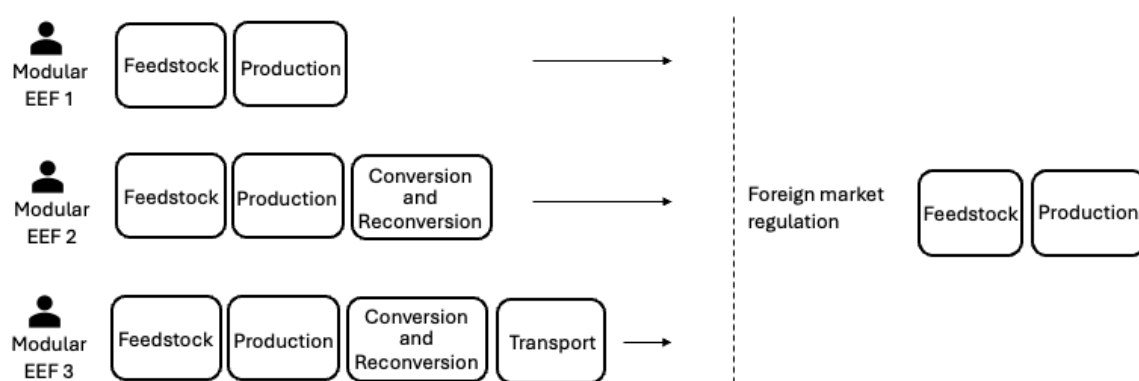 Modular
EEF 1
Feedstock
Production
Modular
EEF 2
Feedstock
Production
Conversion
and
Reconversion
Modular
EEF 3
Feedstock
Production
Conversion
and
Reconversion
Transport
Foreign market
regulation
Feedstock
Production